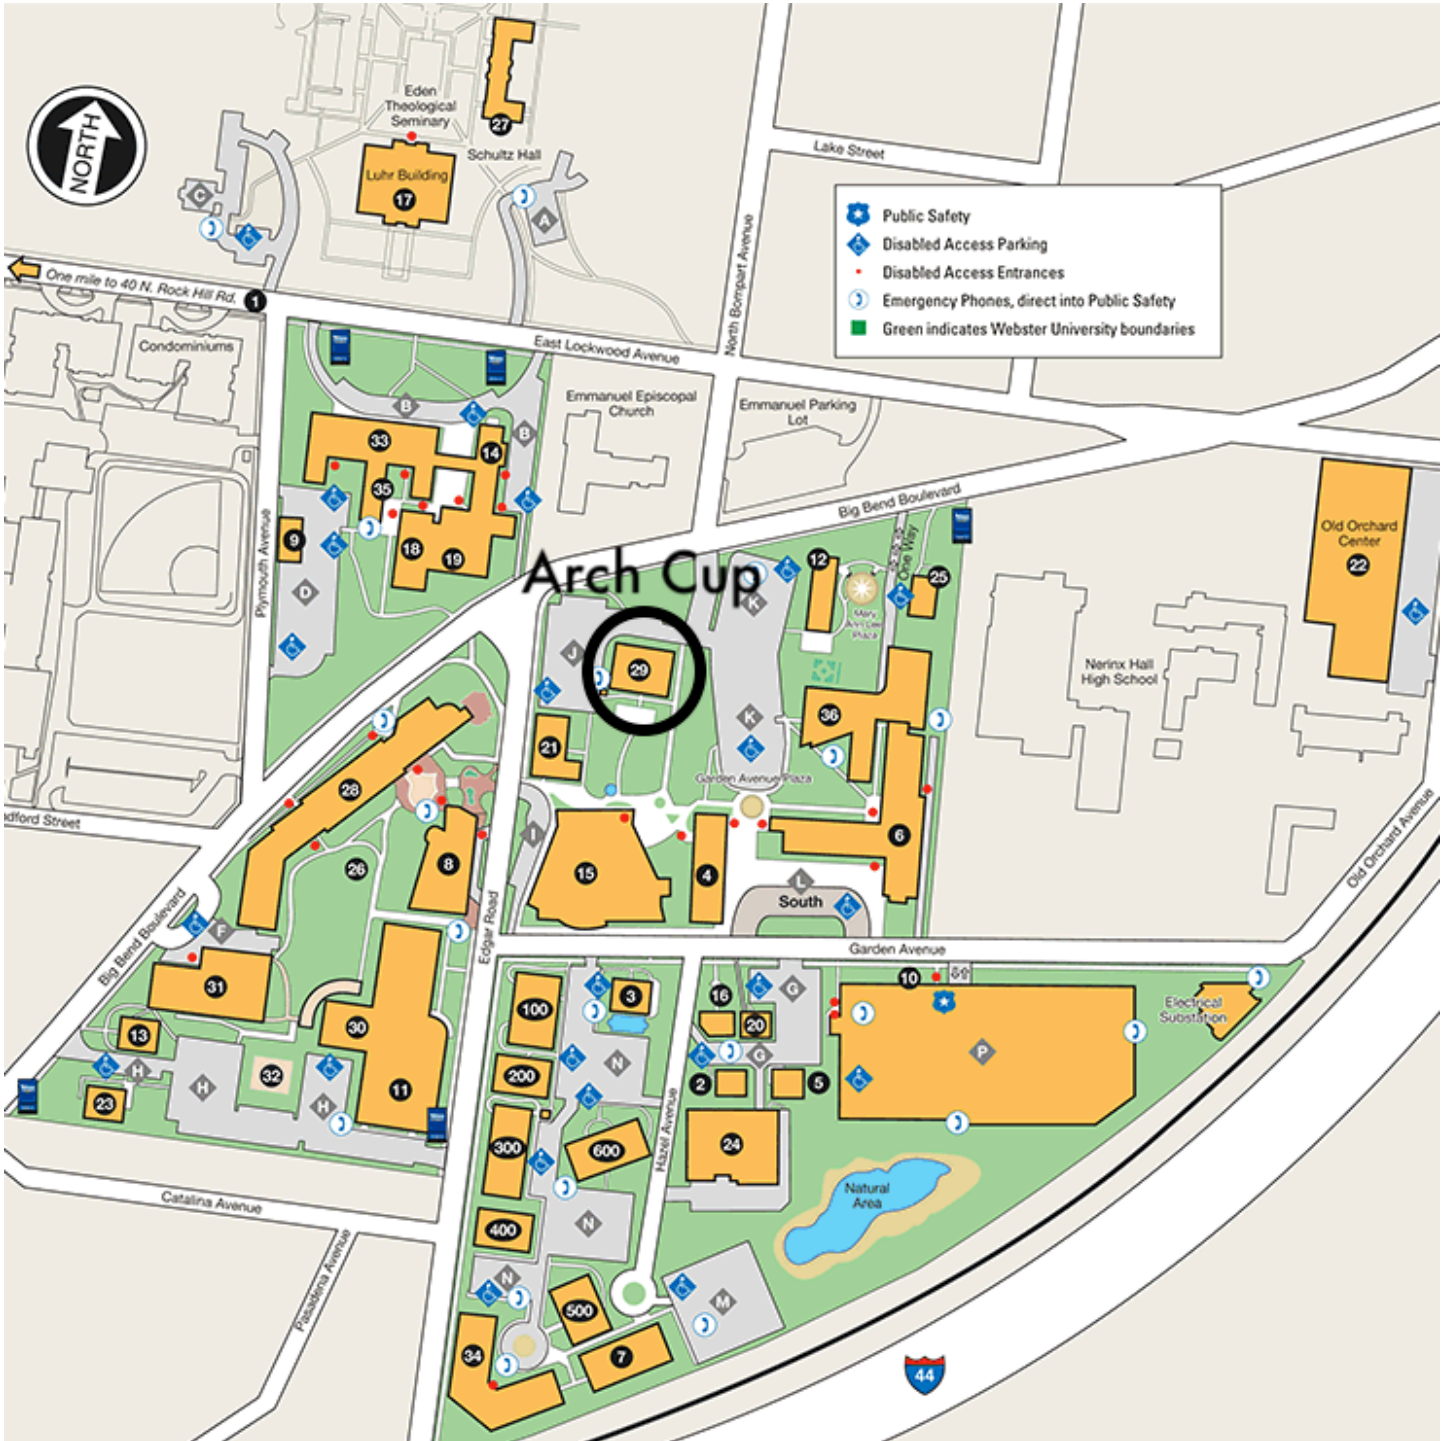 Eden
Theological
Seminary
27
Schultz Hall
NORTH
Luhr Building
17
C
A
Lake Street
Public Safety
Disabled Access Parking
Disabled Access Entrances
Emergency Phones, direct into Public Safety
Green indicates Webster University boundaries
One mile to 40 N. Rock Hill Rd.
1
North Bompart Avenue
Condominiums
East Lockwood Avenue
Emmanuel Episcopal
Church
Emmanuel Parking
Lot
B
B
33
14
35
Big Bend Boulevard
Old Orchard
Center
22
9
18
19
Plymouth Avenue
D
Arch Cup
K
12
One Way
25
Mary
Ann Lee
Plaza
J
29
Nerinx Hall
High School
K
36
21
Garden Avenue Plaza
28
dford Street
I
6
8
26
15
4
L
South
Old Orchard Avenue
Big Bend Boulevard
F
Edgar Road
Garden Avenue
31
10
16
G
3
100
20
Electrical
Substation
30
13
H
32
H
H
11
23
200
N
G
P
2
5
300
600
Hazel Avenue
24
Natural
Area
Catalina Avenue
400
N
Pasadena Avenue
N
500
M
34
7
44